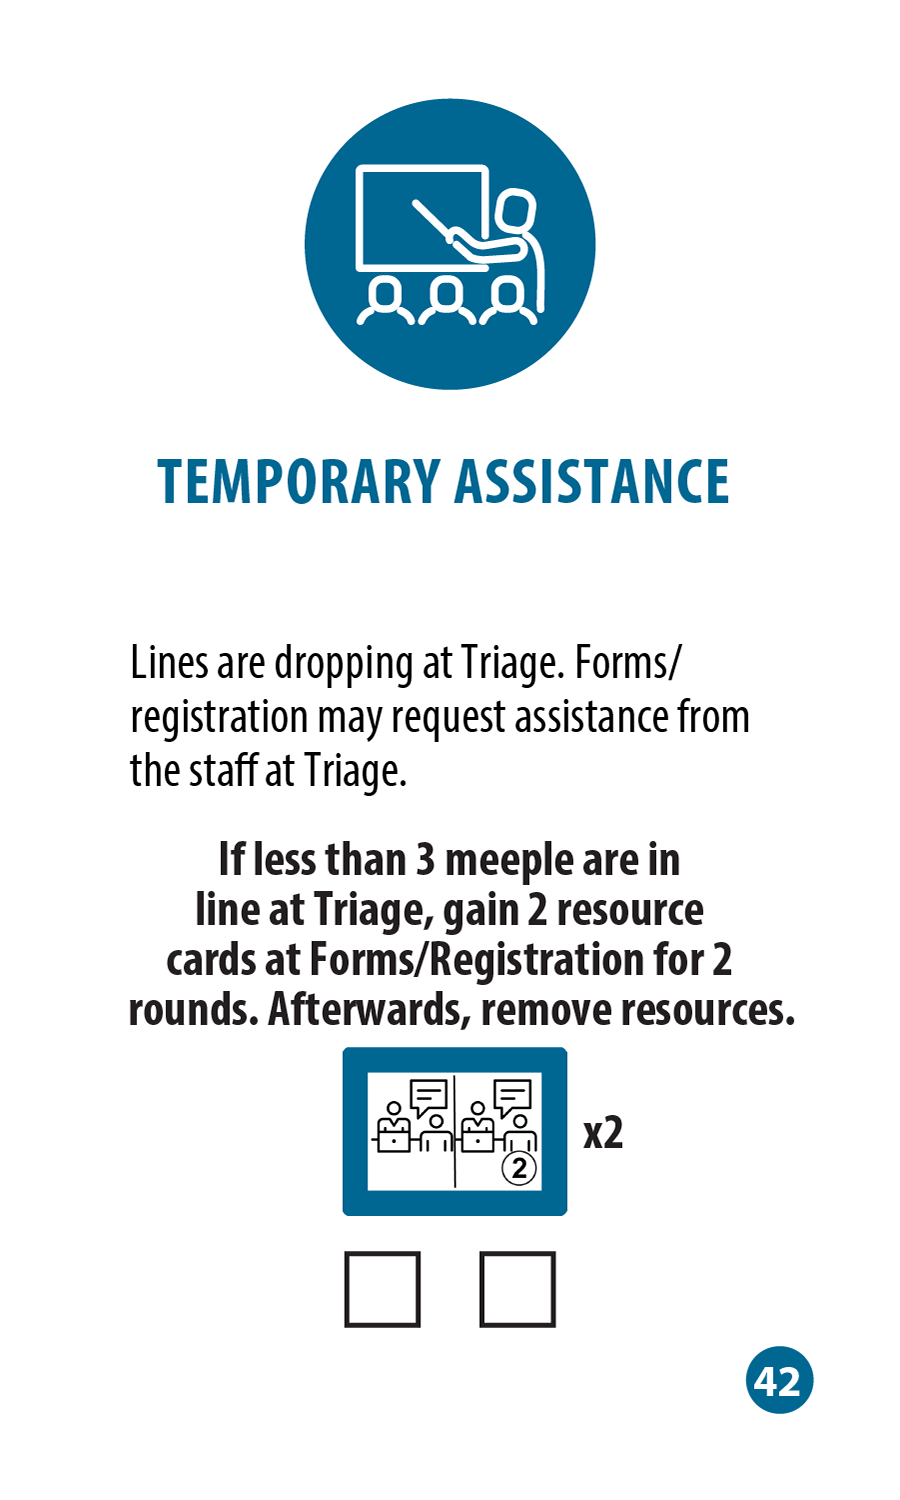 TEMPORARY ASSISTANCE
Lines are dropping at Triage. Forms/
registration may request assistance from
the staff at Triage.
If less than 3 meeple are in
line at Triage, gain 2 resource
cards at Forms/Registration for 2
rounds. Afterwards, remove resources.
x2
2
42